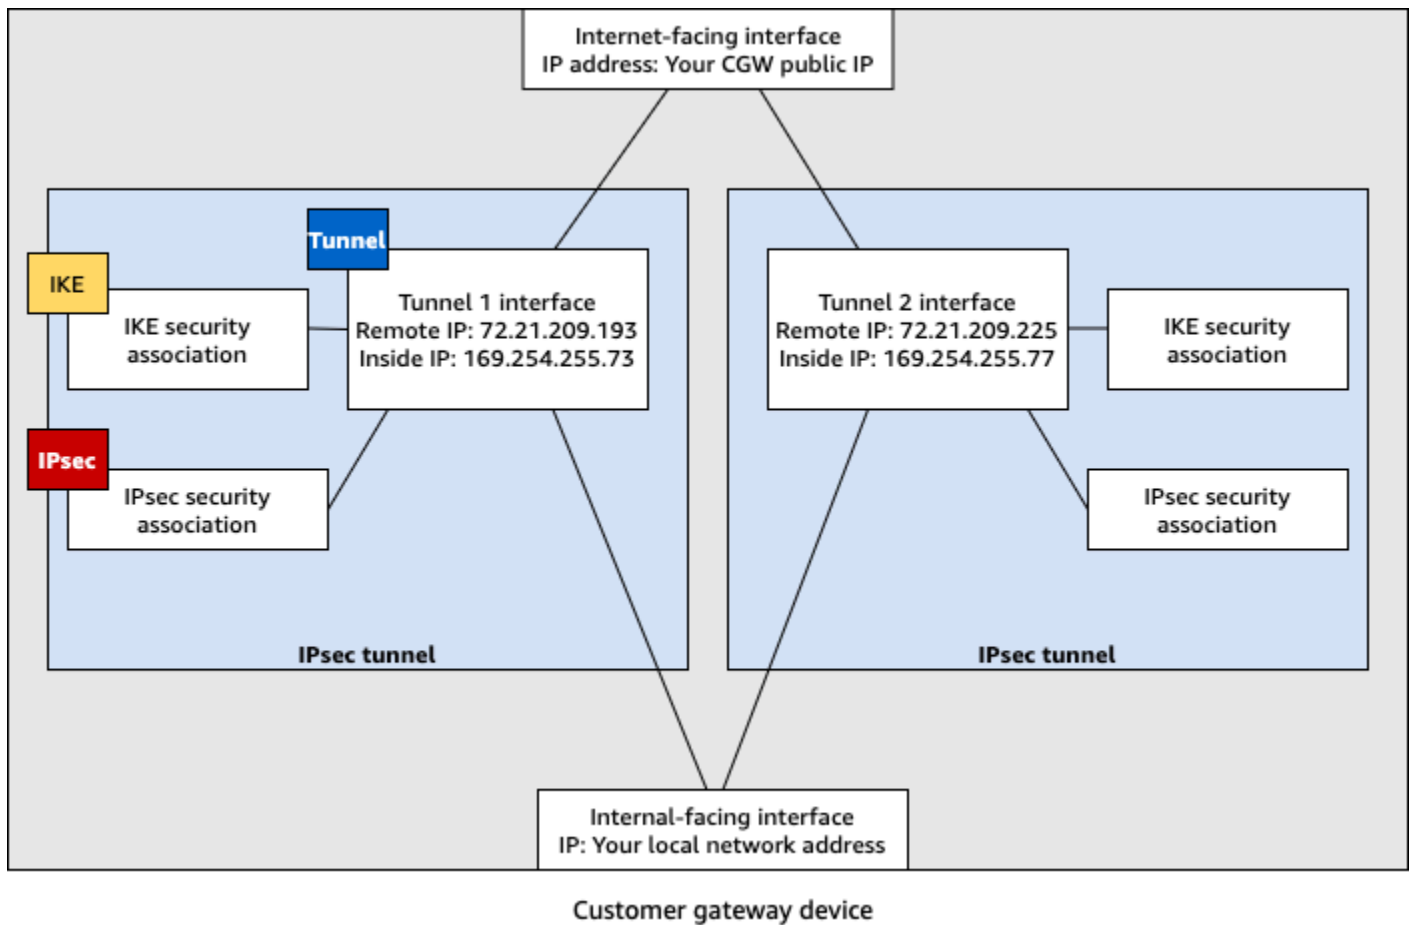 Internet-facing interface
IP address: Your CGW public IP
Tunnel
IKE
Tunnel 1 interface
Remote IP: 72.21.209.193
Inside IP: 169.254.255.73
IKE security
association
IPsec
IPsec security
association
IPsec tunnel
Tunnel 2 interface
Remote IP: 72.21.209.225
Inside IP: 169.254.255.77
IKE security
association
IPsec security
association
IPsec tunnel
Internal-facing interface
IP: Your local network address
Customer gateway device